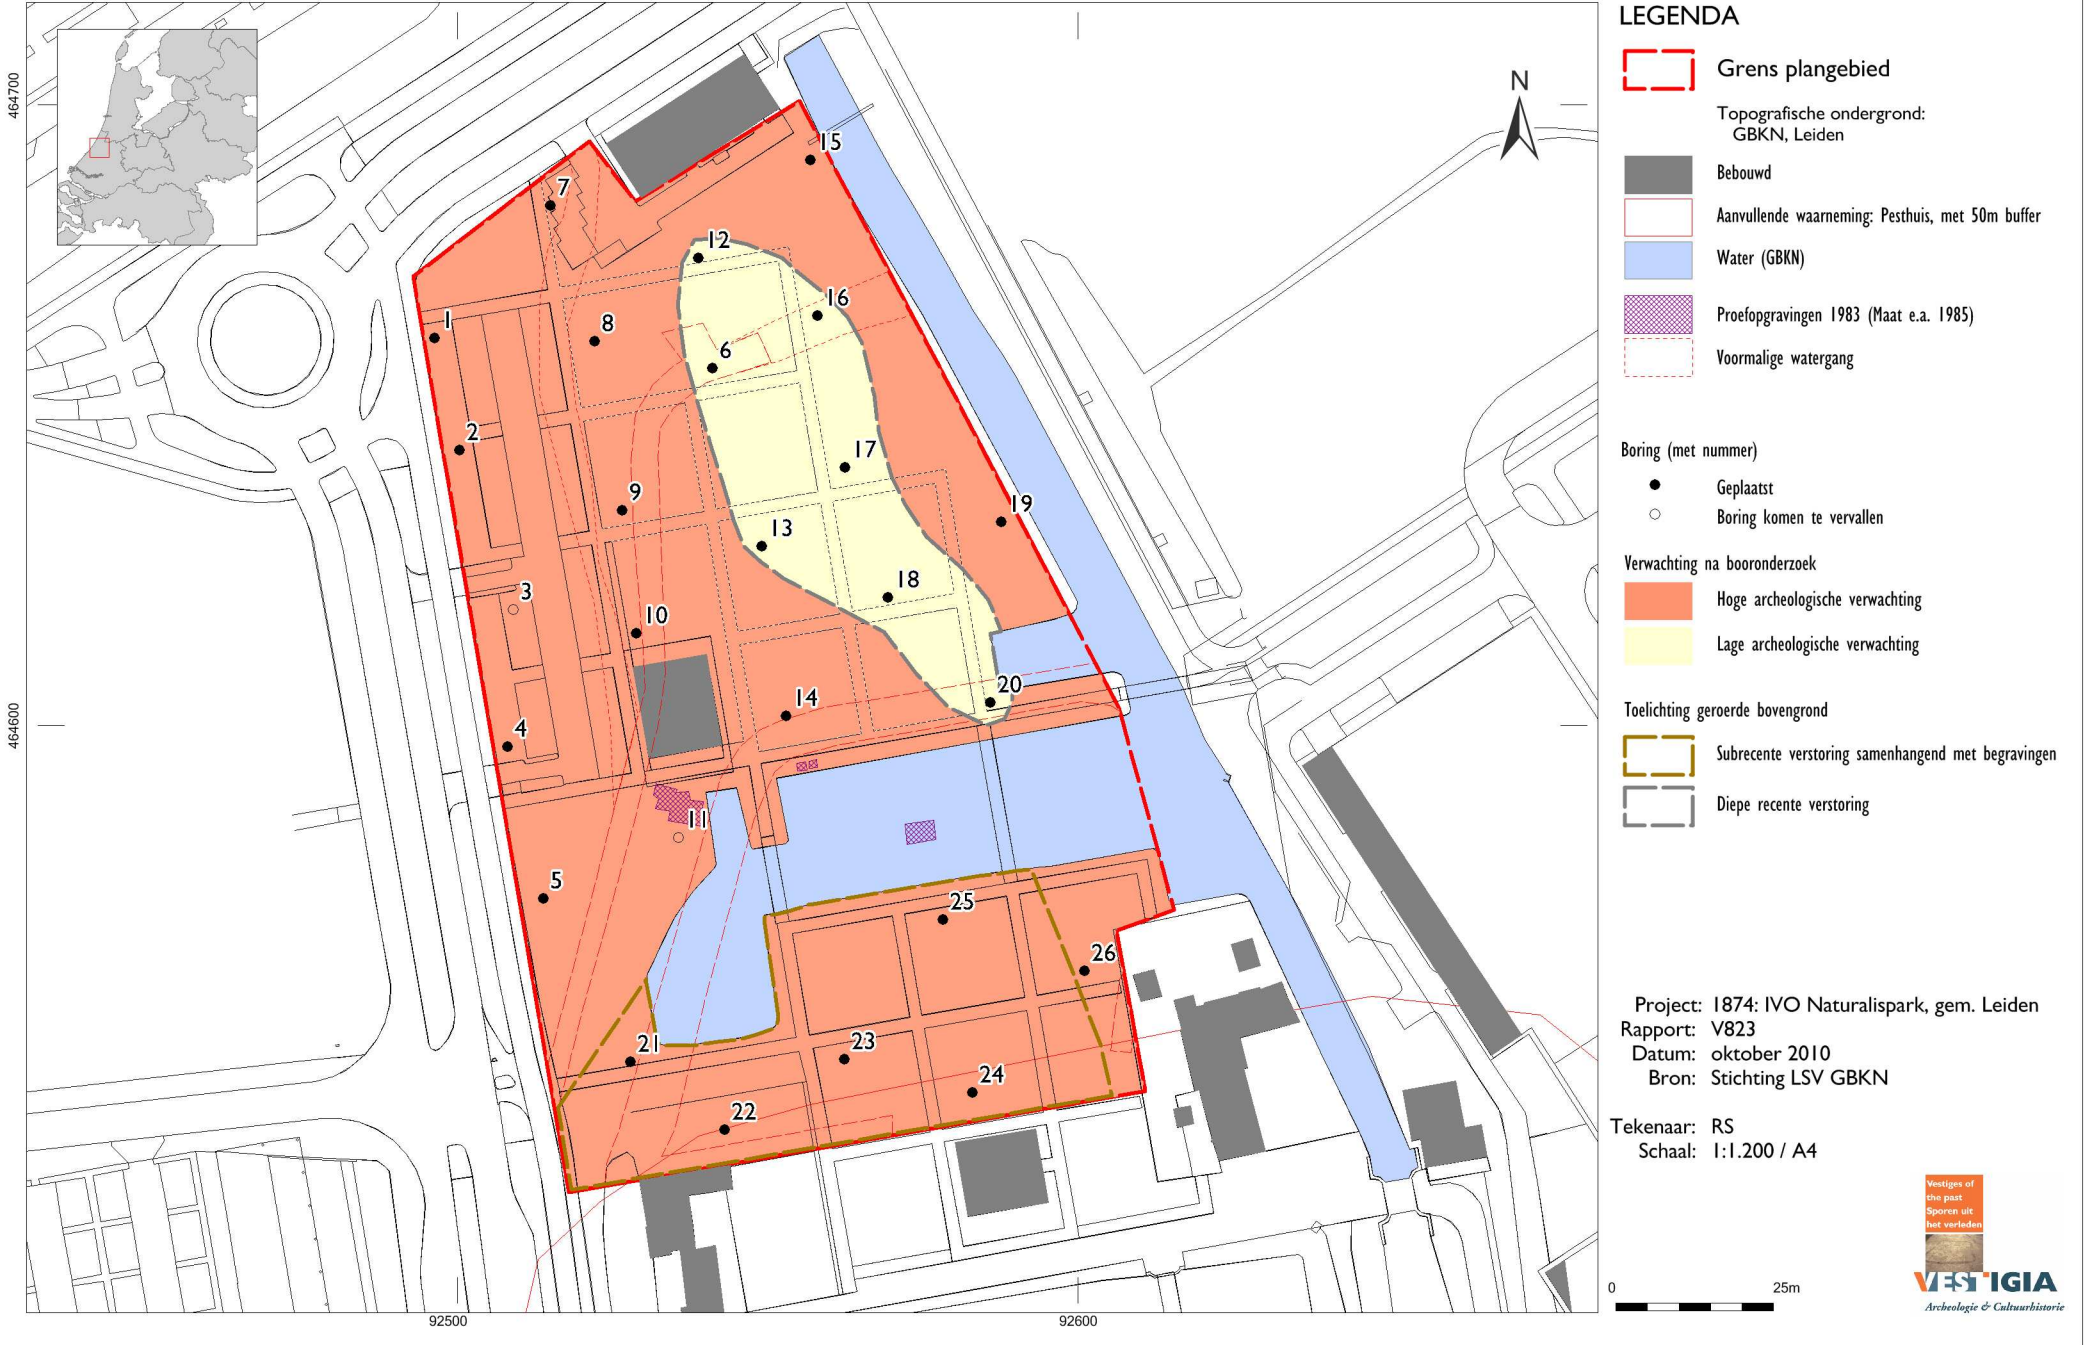 LEGENDA
Grens plangebied
Topografische ondergrond:
GBKN, Leiden
Bebouwd
Aanvullende waarneming: Pesthuis, met 50m buffer
Water (GBKN)
Proefopgravingen 1983 (Maat e.a. 1985)
Voormalige watergang
Boring (met nummer)
Geplaatst
Boring komen te vervallen
Verwachting na booronderzoek
Hoge archeologische verwachting
Lage archeologische verwachting
Toelichting geroerde bovengrond
Subrecente verstoring samenhangend met begravingen
Diepe recente verstoring
Project: 1874: IVO Naturalispark, gem. Leiden
Rapport: V823
Datum: oktober 2010
Bron: Stichting LSV GBKN
Tekenaar: RS
Schaal: 1:1.200 / A4
0 25m
Vestiges of
the past
Sporen uit
het verleden
VESTIGIA
Archeologie & Cultuurhistorie
N
464700
464600
92500
92600
15
7
12
16
1
8
6
2
17
9
19
13
3
18
10
20
14
4
11
5
25
26
21
23
24
22